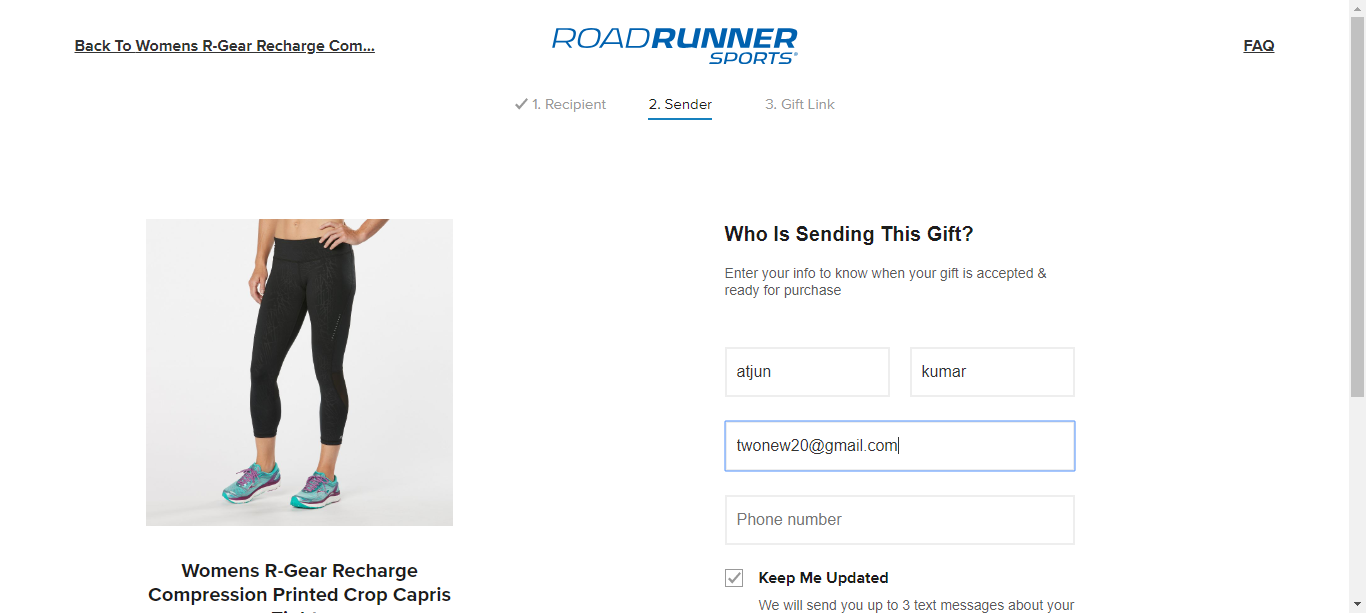 Back To Womens R-Gear Recharge Com...
ROADRUNNER
SPORTS
FAQ
1. Recipient
2. Sender
3. Gift Link
Who Is Sending This Gift?
Enter your info to know when your gift is accepted &
ready for purchase
atjun
kumar
twonew20@gmail.com
Phone number
Keep Me Updated
We will send you up to 3 text messages about your
Womens R-Gear Recharge
Compression Printed Crop Capris